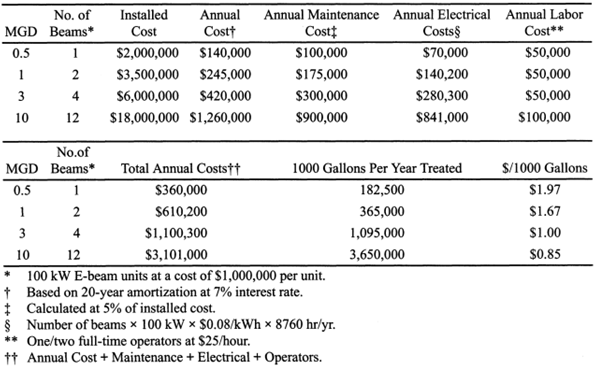 No. of Installed Annual Annual Maintenance Annual Electrical Annual Labor
MGD Beams* Cost Cost† Cost‡ Costs§ Cost**
0.5 1 $2,000,000 $140,000 $100,000 $70,000 $50,000
1 2 $3,500,000 $245,000 $175,000 $140,200 $50,000
3 4 $6,000,000 $420,000 $300,000 $280,300 $50,000
10 12 $18,000,000 $1,260,000 $900,000 $841,000 $100,000
No.of
MGD Beams* Total Annual Costs†† 1000 Gallons Per Year Treated $/1000 Gallons
0.5 1 $360,000 182,500 $1.97
1 2 $610,200 365,000 $1.67
3 4 $1,100,300 1,095,000 $1.00
10 12 $3,101,000 3,650,000 $0.85
* 100 kW E-beam units at a cost of $1,000,000 per unit.
† Based on 20-year amortization at 7% interest rate.
‡ Calculated at 5% of installed cost.
§ Number of beams × 100 kW × $0.08/kWh × 8760 hr/yr.
** One/two full-time operators at $25/hour.
†† Annual Cost + Maintenance + Electrical + Operators.